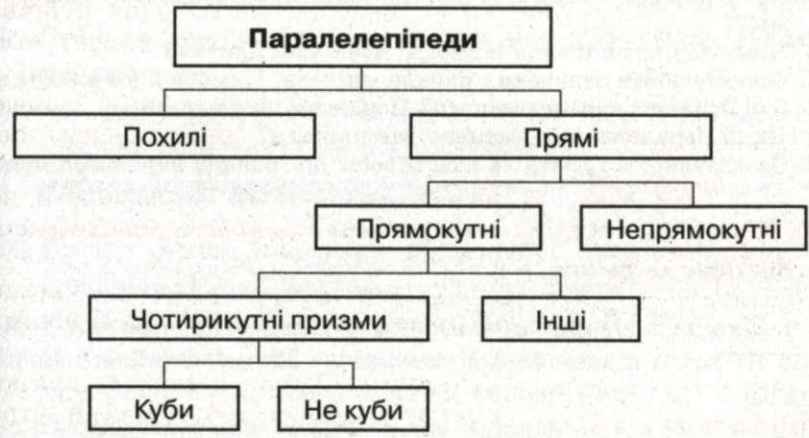 Паралелепіпеди
Похилі
Прямі
Прямокутні
Непрямокутні
Чотирикутні призми
Інші
Куби
Не куби